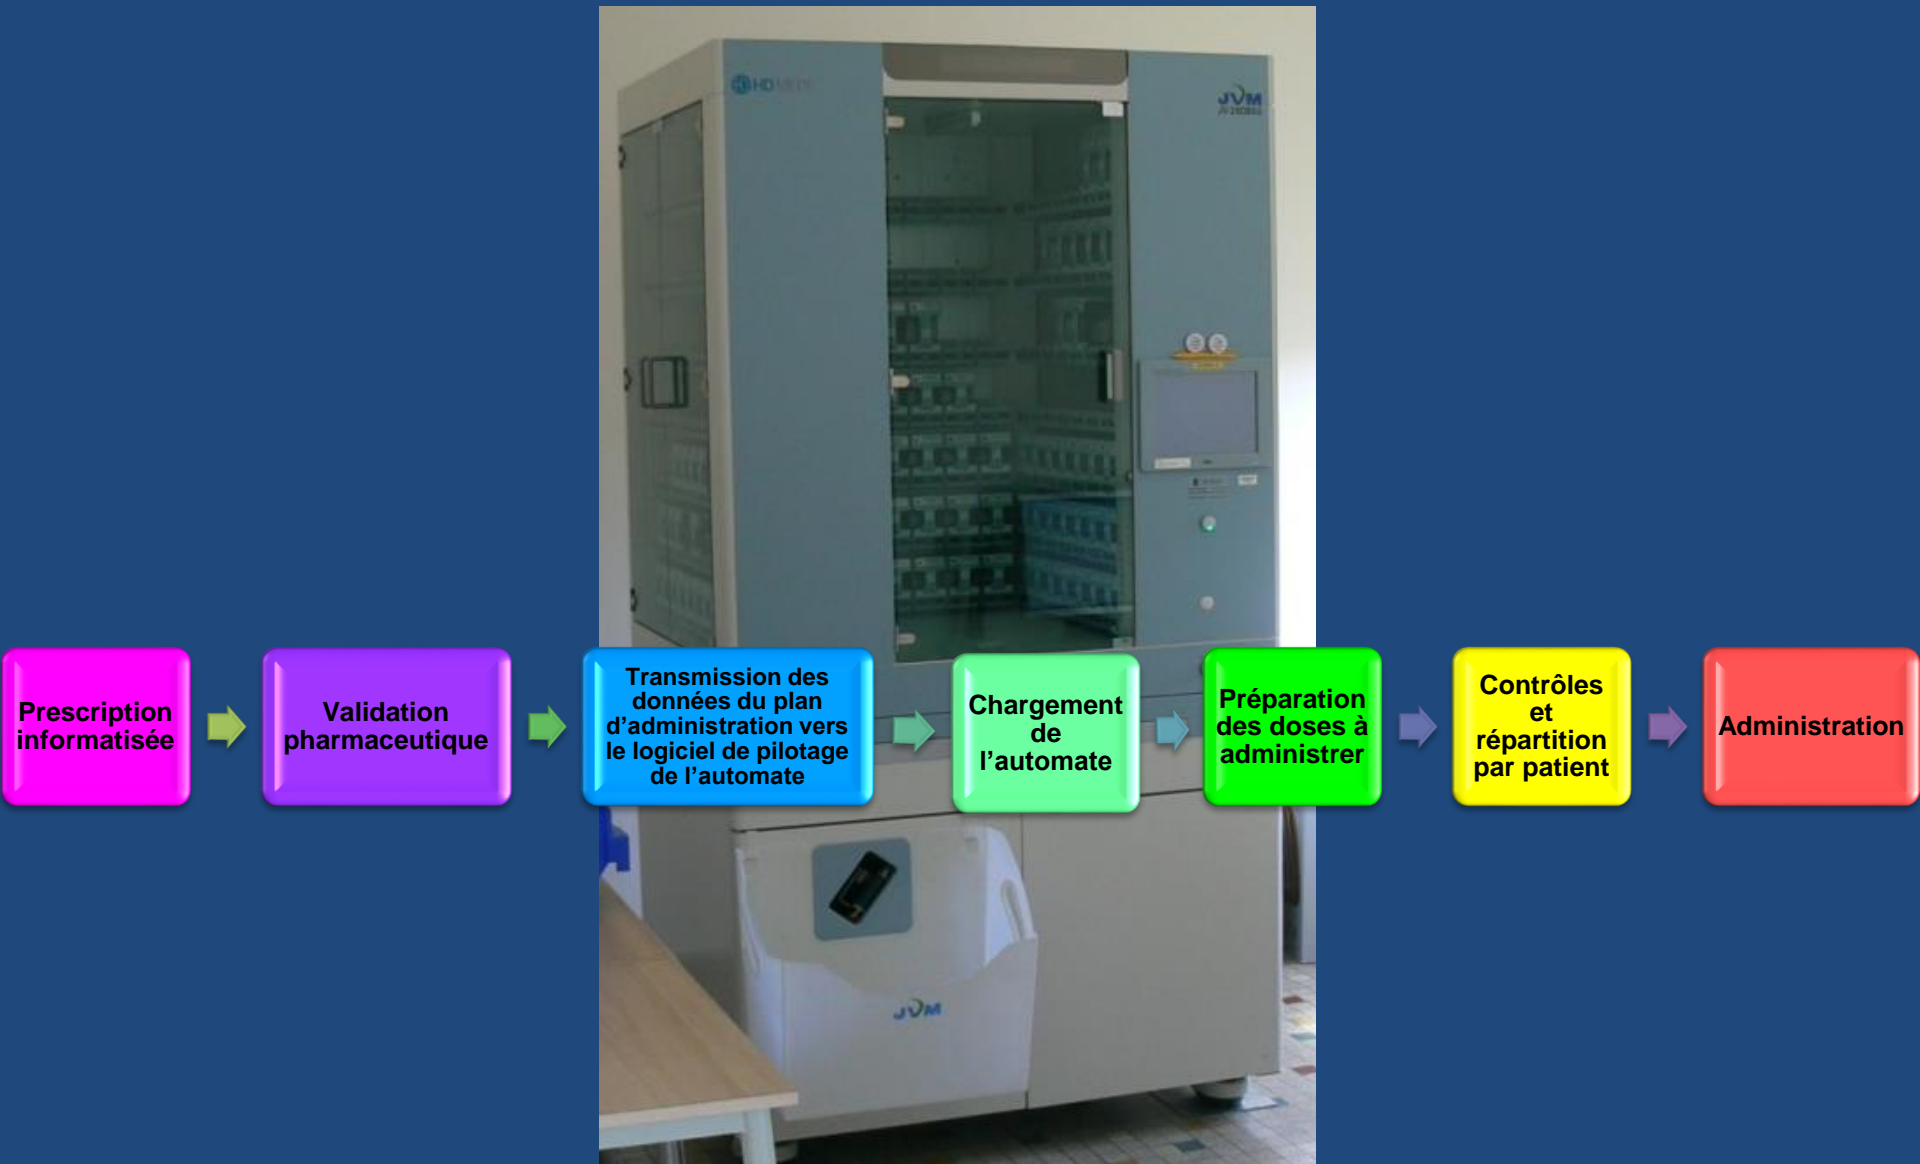 HD
JVM
Prescription
informatisée
Validation
pharmaceutique
Transmission des
données du plan
d’administration vers
le logiciel de pilotage
de l’automate
Chargement
de
l’automate
Préparation
des doses à
administrer
Contrôles
et
répartition
par patient
Administration
JVM